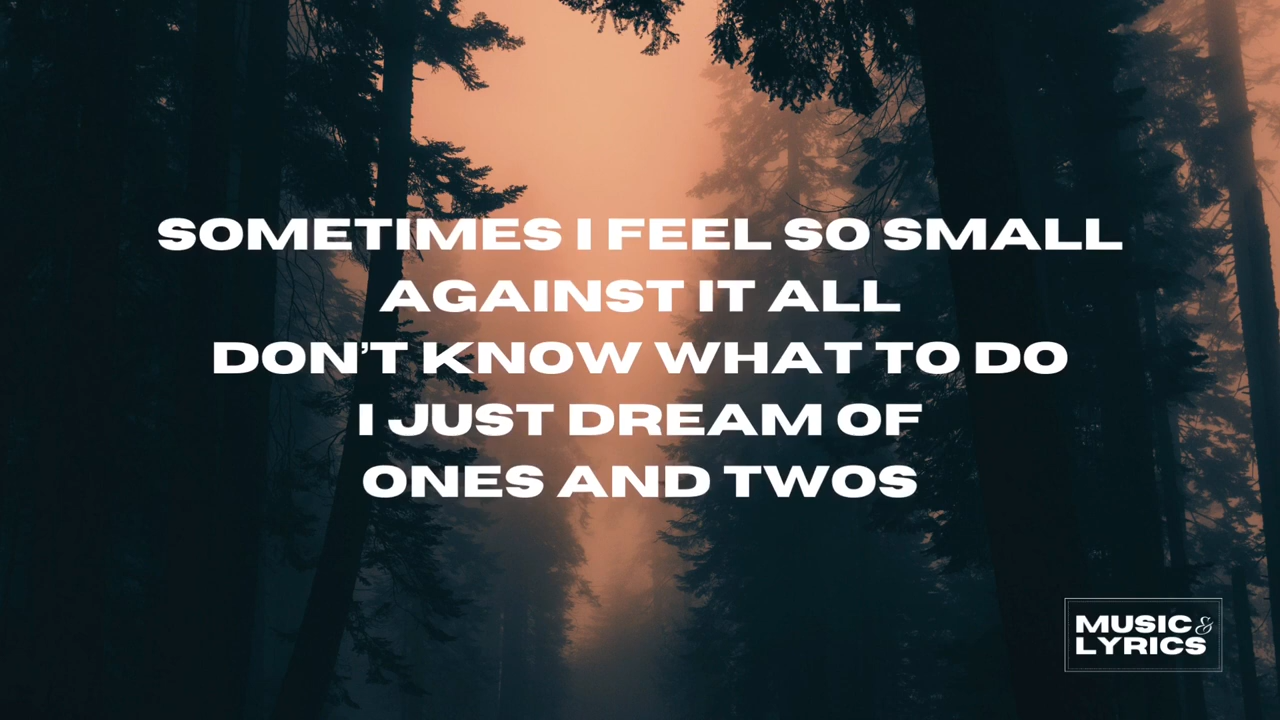 SOMETIMES I FEEL SO SMALL
AGAINST IT ALL
DON'T KNOW WHAT TO DO
I JUST DREAM OF
ONES AND TWOS
MUSIC &
LYRICS